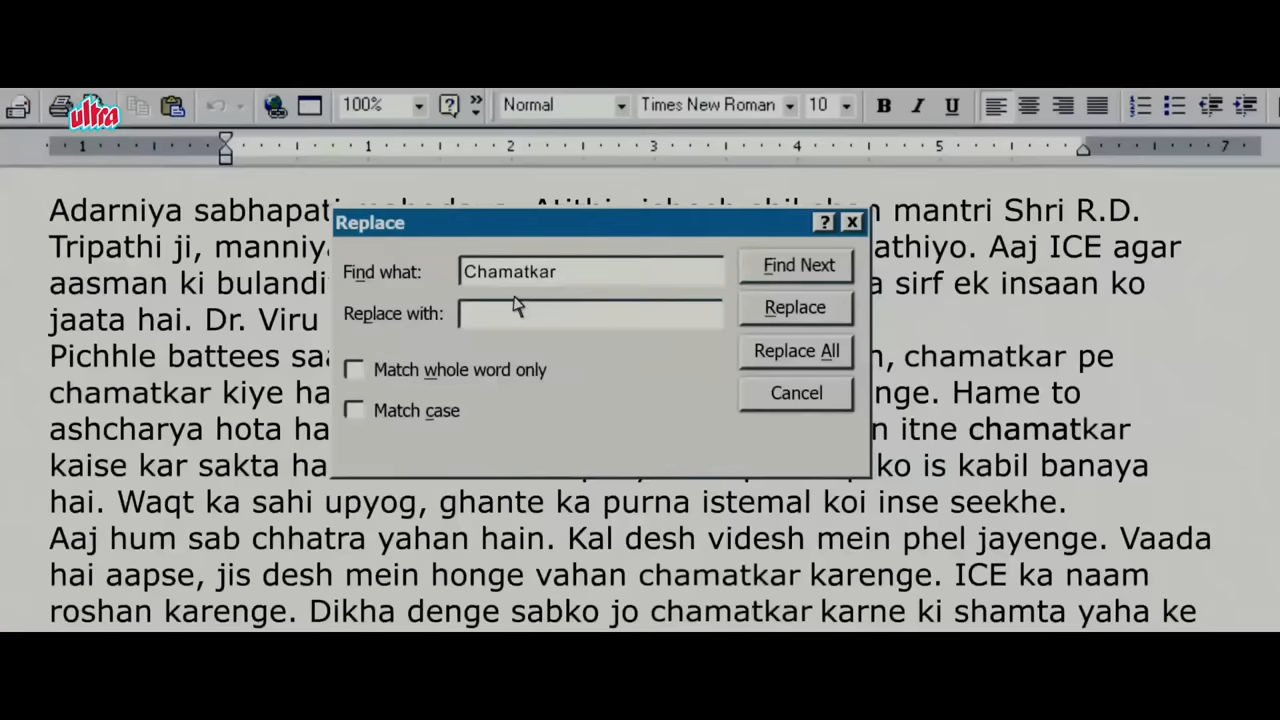 ultra
100% Normal Times New Roman 10 B I U
1 1 2 3 4 5 7
Adarniya sabhapati mantri Shri R.D.
Replace
Tripathi ji, athiyo. Aaj ICE agar
Find what: Chamatkar Find Next
aasman ki sirf ek insaan ko
Replace with: Replace
jaata hai. Dr. Viru
Replace All
Pichhle battees chamatkar pe
Match whole word only
chamatkar kiye nge. Hame to
Cancel
Match case
ashcharya hota itne chamatkar
kaise kar sakta ko is kabil banaya
hai. Waqt ka sahi upyog, ghante ka purna istemal koi inse seekhe.
Aaj hum sab chhatra yahan hain. Kal desh videsh mein phel jayenge. Vaada
hai aapse, jis desh mein honge vahan chamatkar karenge. ICE ka naam
roshan karenge. Dikha denge sabko jo chamatkar karne ki shamta yaha ke